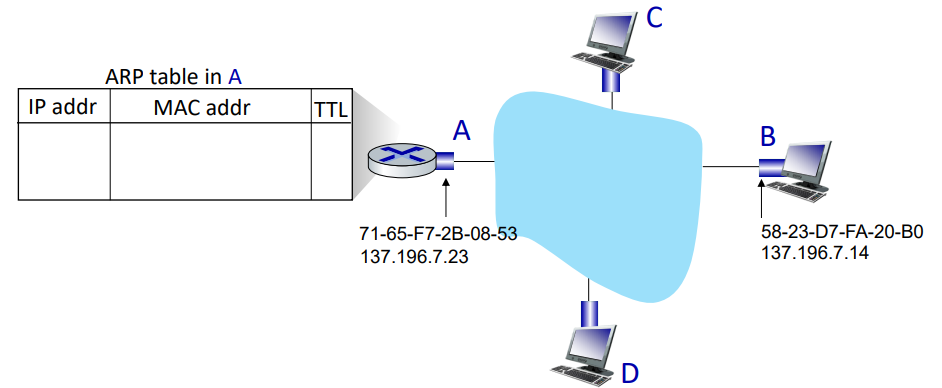 C
ARP table in A
IP addr MAC addr TTL
A
B
71-65-F7-2B-08-53
137.196.7.23
58-23-D7-FA-20-B0
137.196.7.14
D